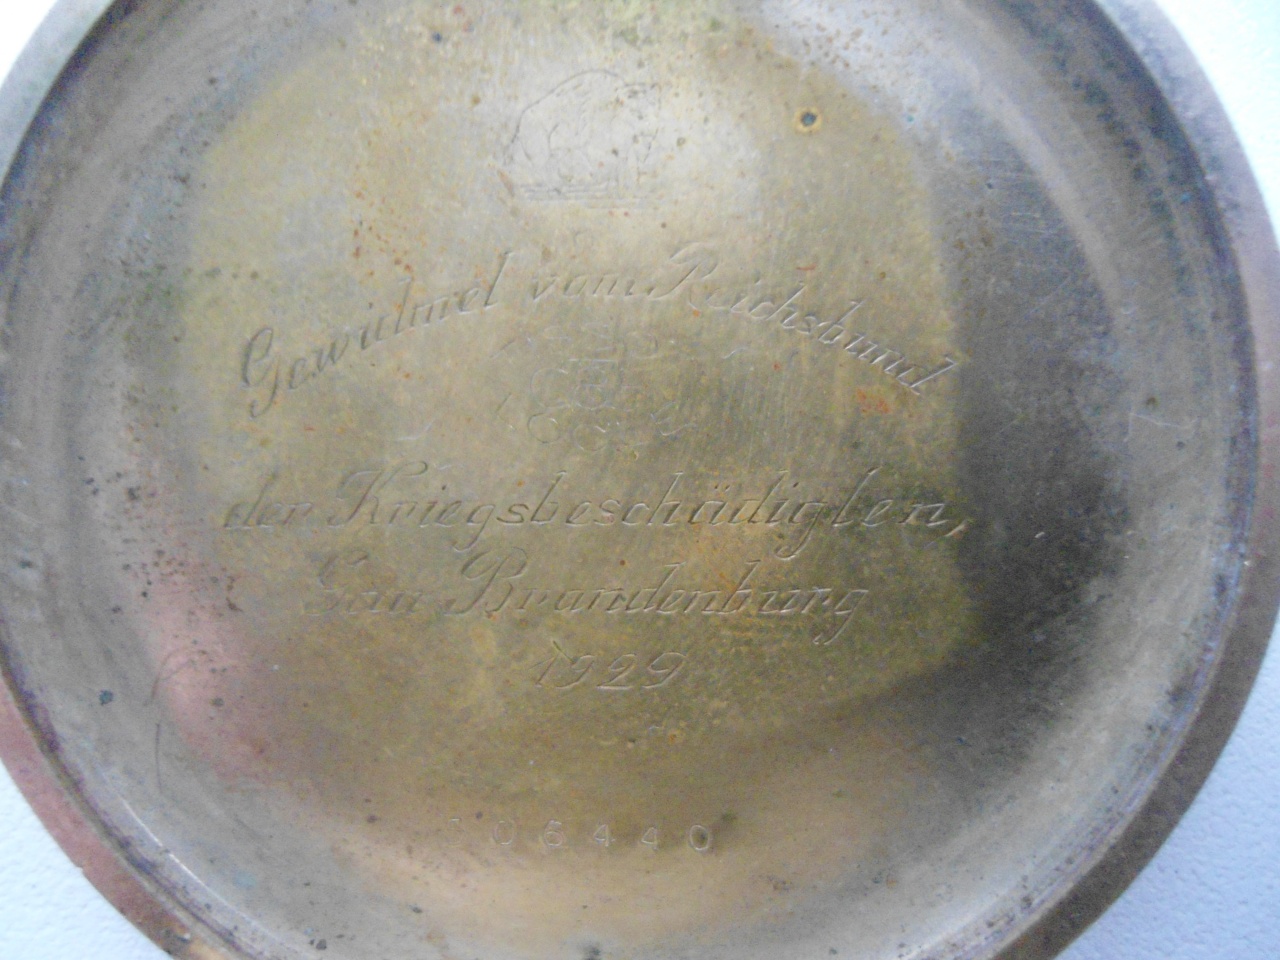 Gewidmet vom Reichsbund
der Kriegsbeschädigten,
Gau Brandenburg
1929
06440